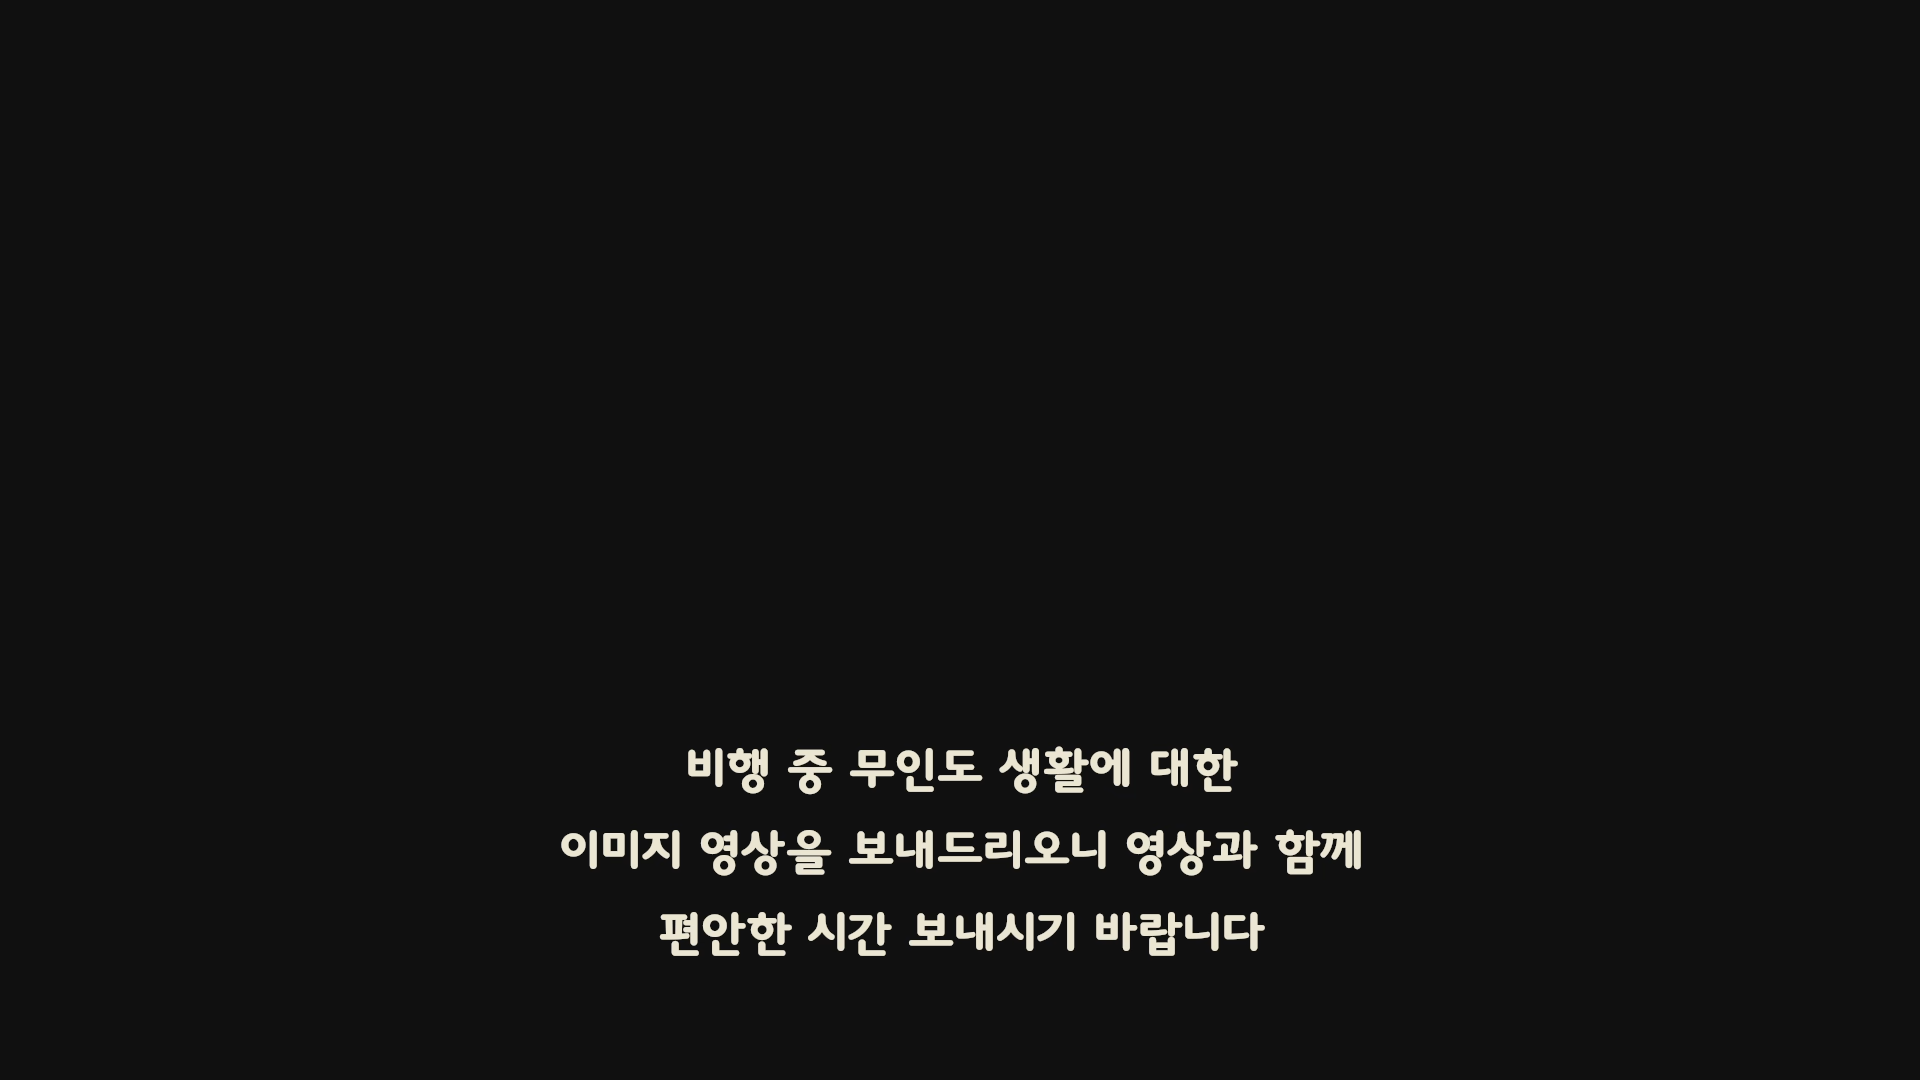 비행 중 무인도 생활에 대한
이미지 영상을 보내드리오니 영상과 함께
편안한 시간 보내시기 바랍니다